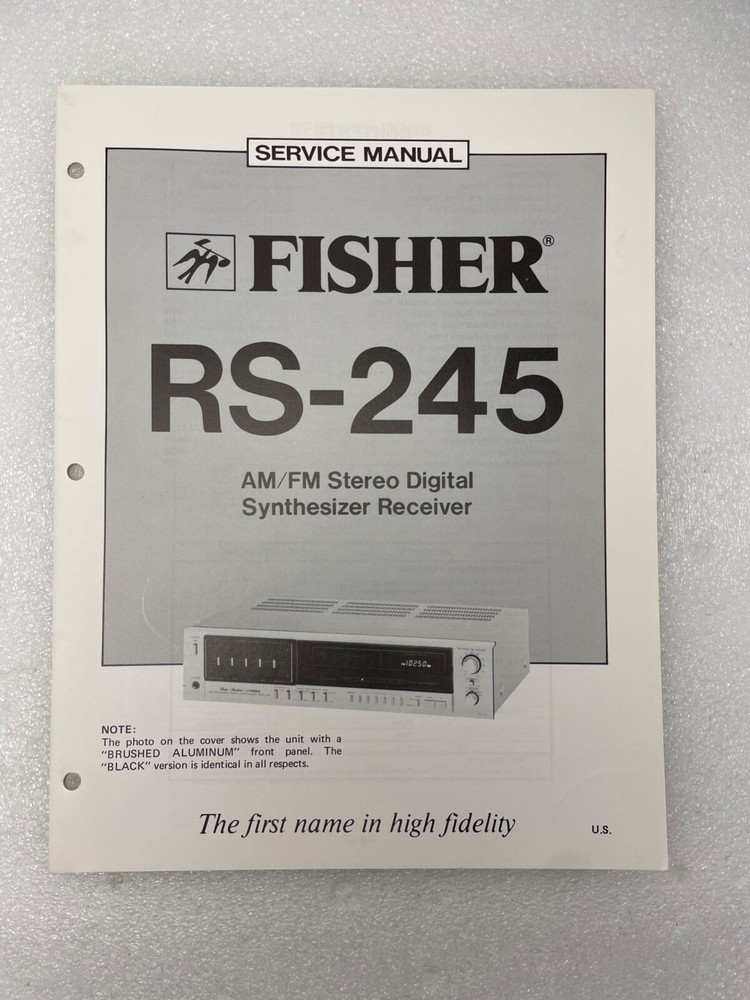 SERVICE MANUAL
FISHER®
RS-245
AM/FM Stereo Digital
Synthesizer Receiver
10250
NOTE:
The photo on the cover shows the unit with a
"BRUSHED ALUMINUM" front panel. The
"BLACK" version is identical in all respects.
The first name in high fidelity
U.S.